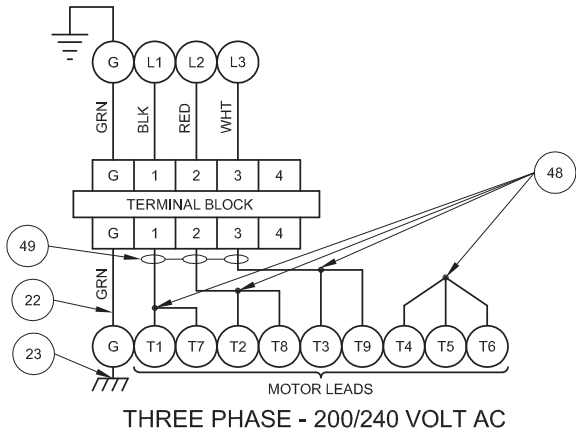 G L1 L2 L3
GRN BLK RED WHT
G 1 2 3 4
TERMINAL BLOCK
G 1 2 3 4
48
49
GRN
22
23
G T1 T7 T2 T8 T3 T9 T4 T5 T6
MOTOR LEADS
THREE PHASE - 200/240 VOLT AC